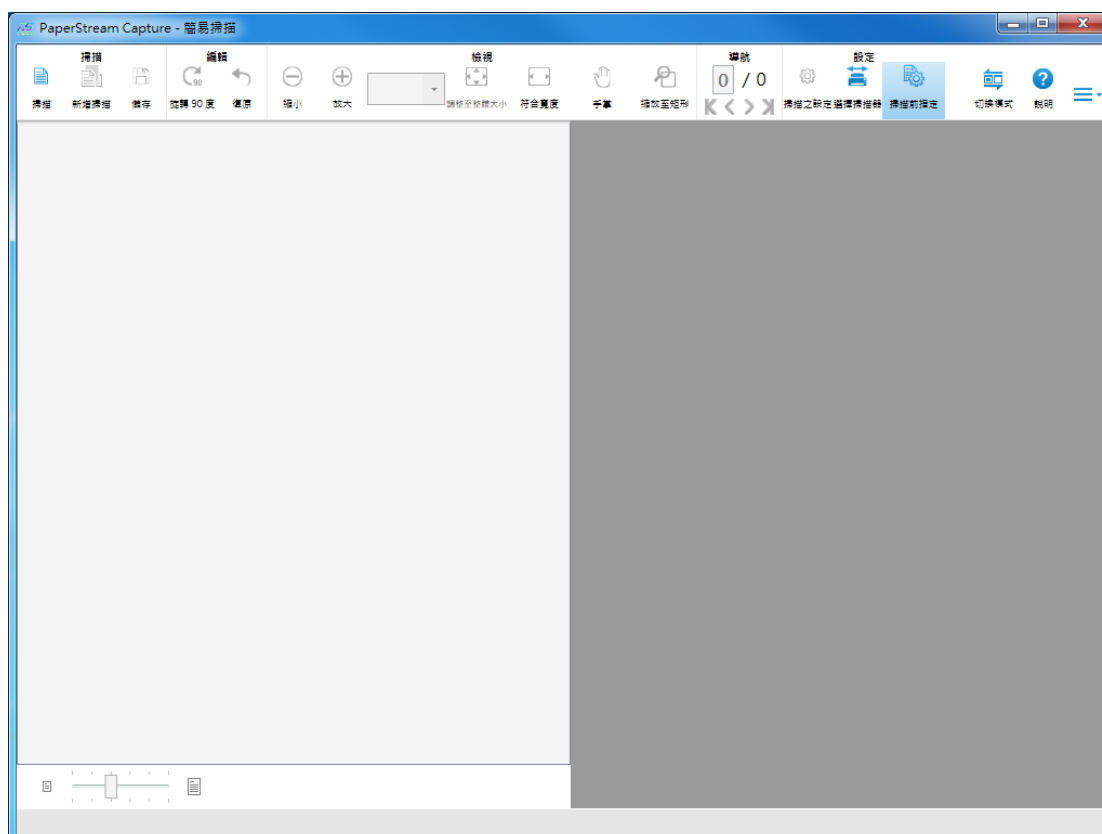 PaperStream Capture - 簡易掃描
掃描 編輯 檢視 導航 設定
90
0 / 0
掃描 新增掃描 儲存 旋轉 90 度 復原 縮小 放大 調整至整體大小 符合寬度 手掌 縮放至矩形 掃描之設定 選擇掃描器 掃描前指定 切換模式 說明